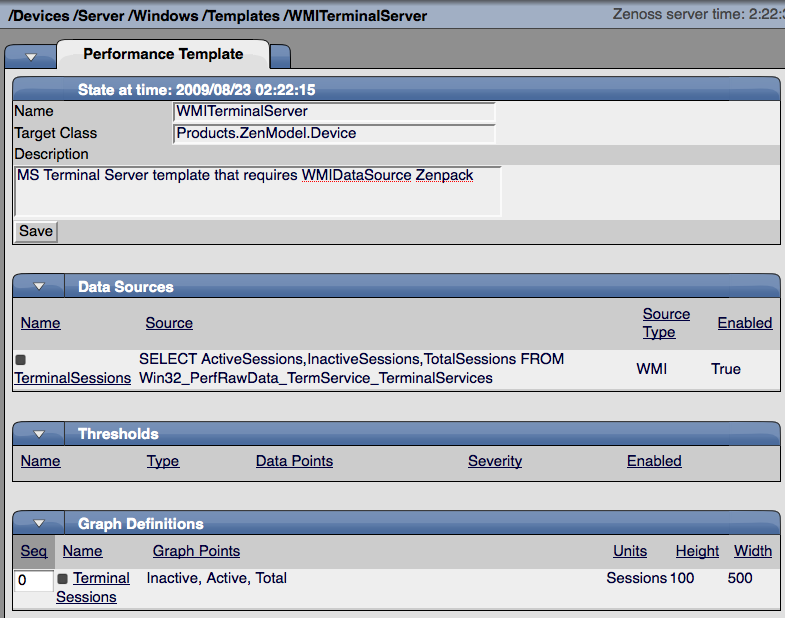 /Devices /Server /Windows /Templates /WMITerminalServer
Zenoss server time: 2:22:
Performance Template
State at time: 2009/08/23 02:22:15
Name WMITerminalServer
Target Class Products.ZenModel.Device
Description
MS Terminal Server template that requires WMIDataSource Zenpack
Save
Data Sources
Name Source Source Type Enabled
TerminalSessions
SELECT ActiveSessions,InactiveSessions,TotalSessions FROM
Win32_PerfRawData_TermService_TerminalServices
WMI True
Thresholds
Name Type Data Points Severity Enabled
Graph Definitions
Seq Name Graph Points Units Height Width
0 Terminal Sessions Inactive, Active, Total Sessions 100 500